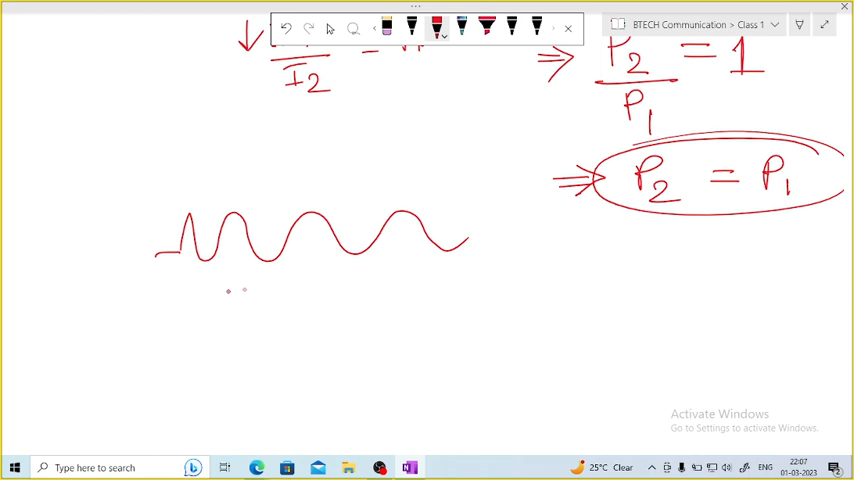 BTECH Communication > Class 1
I2
⇒ P2 / P1 = 1
⇒ P2 = P1
Activate Windows
Go to Settings to activate Windows.
Type here to search
25°C Clear
ENG
22:07
01-03-2023
2